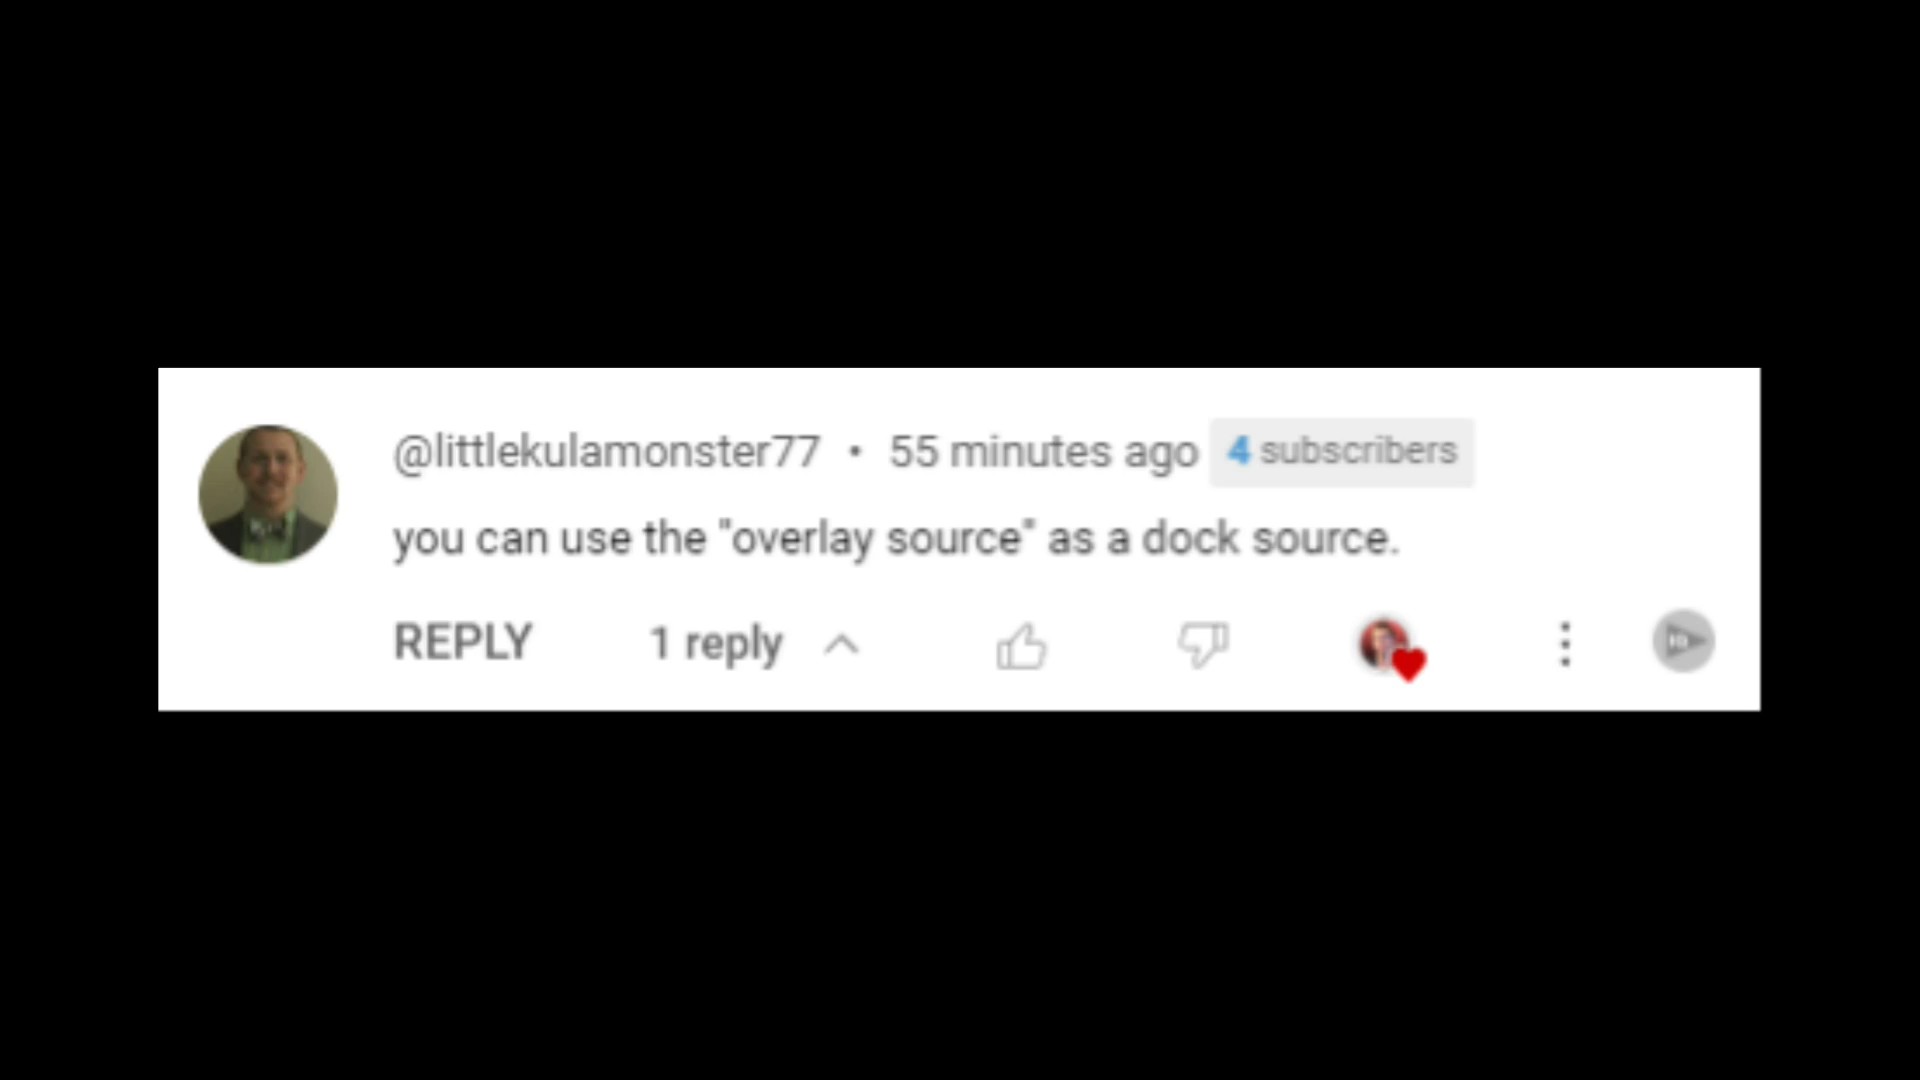 @littlekulamonster77 • 55 minutes ago 4 subscribers
you can use the "overlay source" as a dock source.
REPLY 1 reply